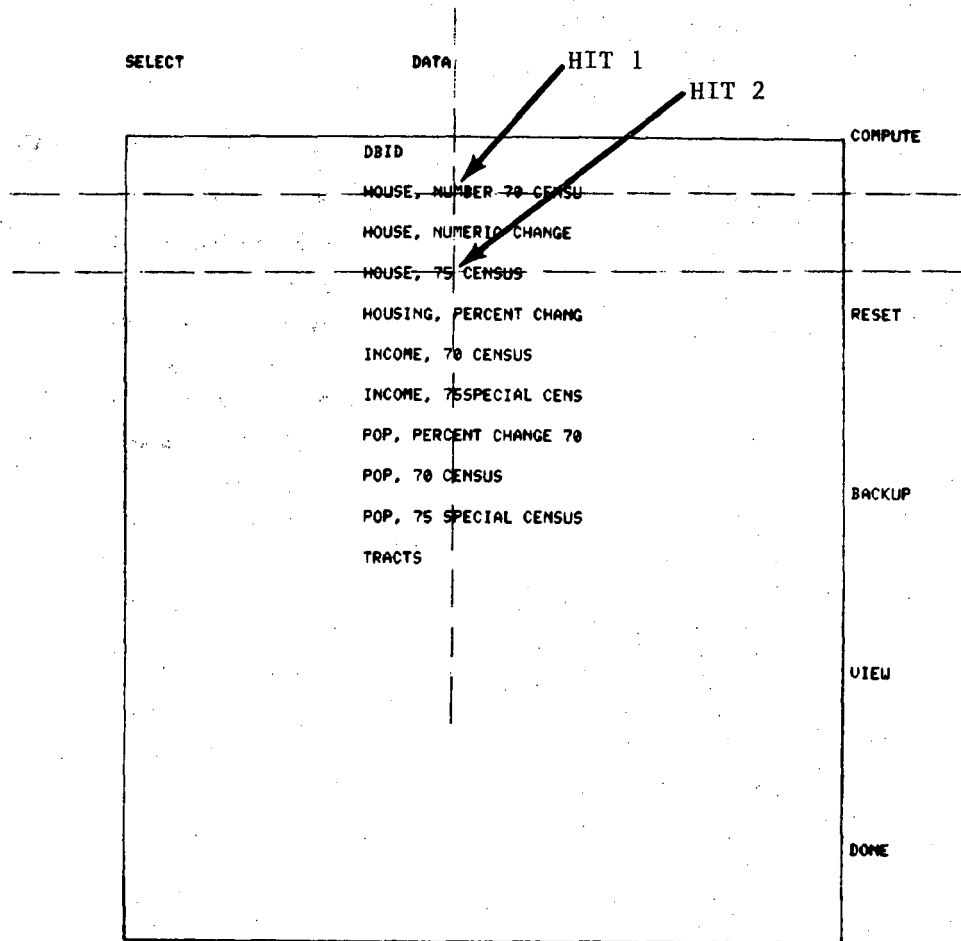 SELECT DATA HIT 1
HIT 2
COMPUTE
DBID
HOUSE, NUMBER 70 CENSU
HOUSE, NUMERIC CHANGE
HOUSE, 75 CENSUS
HOUSING, PERCENT CHANG
RESET
INCOME, 70 CENSUS
INCOME, 75SPECIAL CENS
POP, PERCENT CHANGE 70
POP, 70 CENSUS
BACKUP
POP, 75 SPECIAL CENSUS
TRACTS
VIEW
DONE